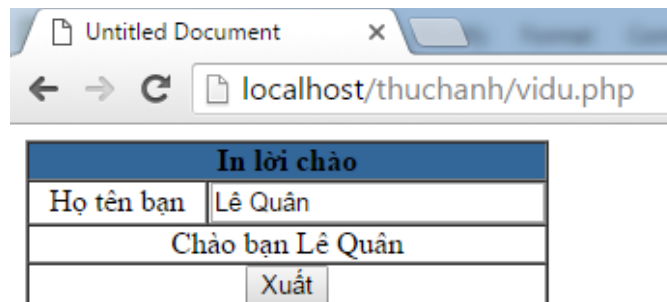 Untitled Document
localhost/thuchanh/vidu.php
In lời chào
Họ tên bạn Lê Quân
Chào bạn Lê Quân
Xuất